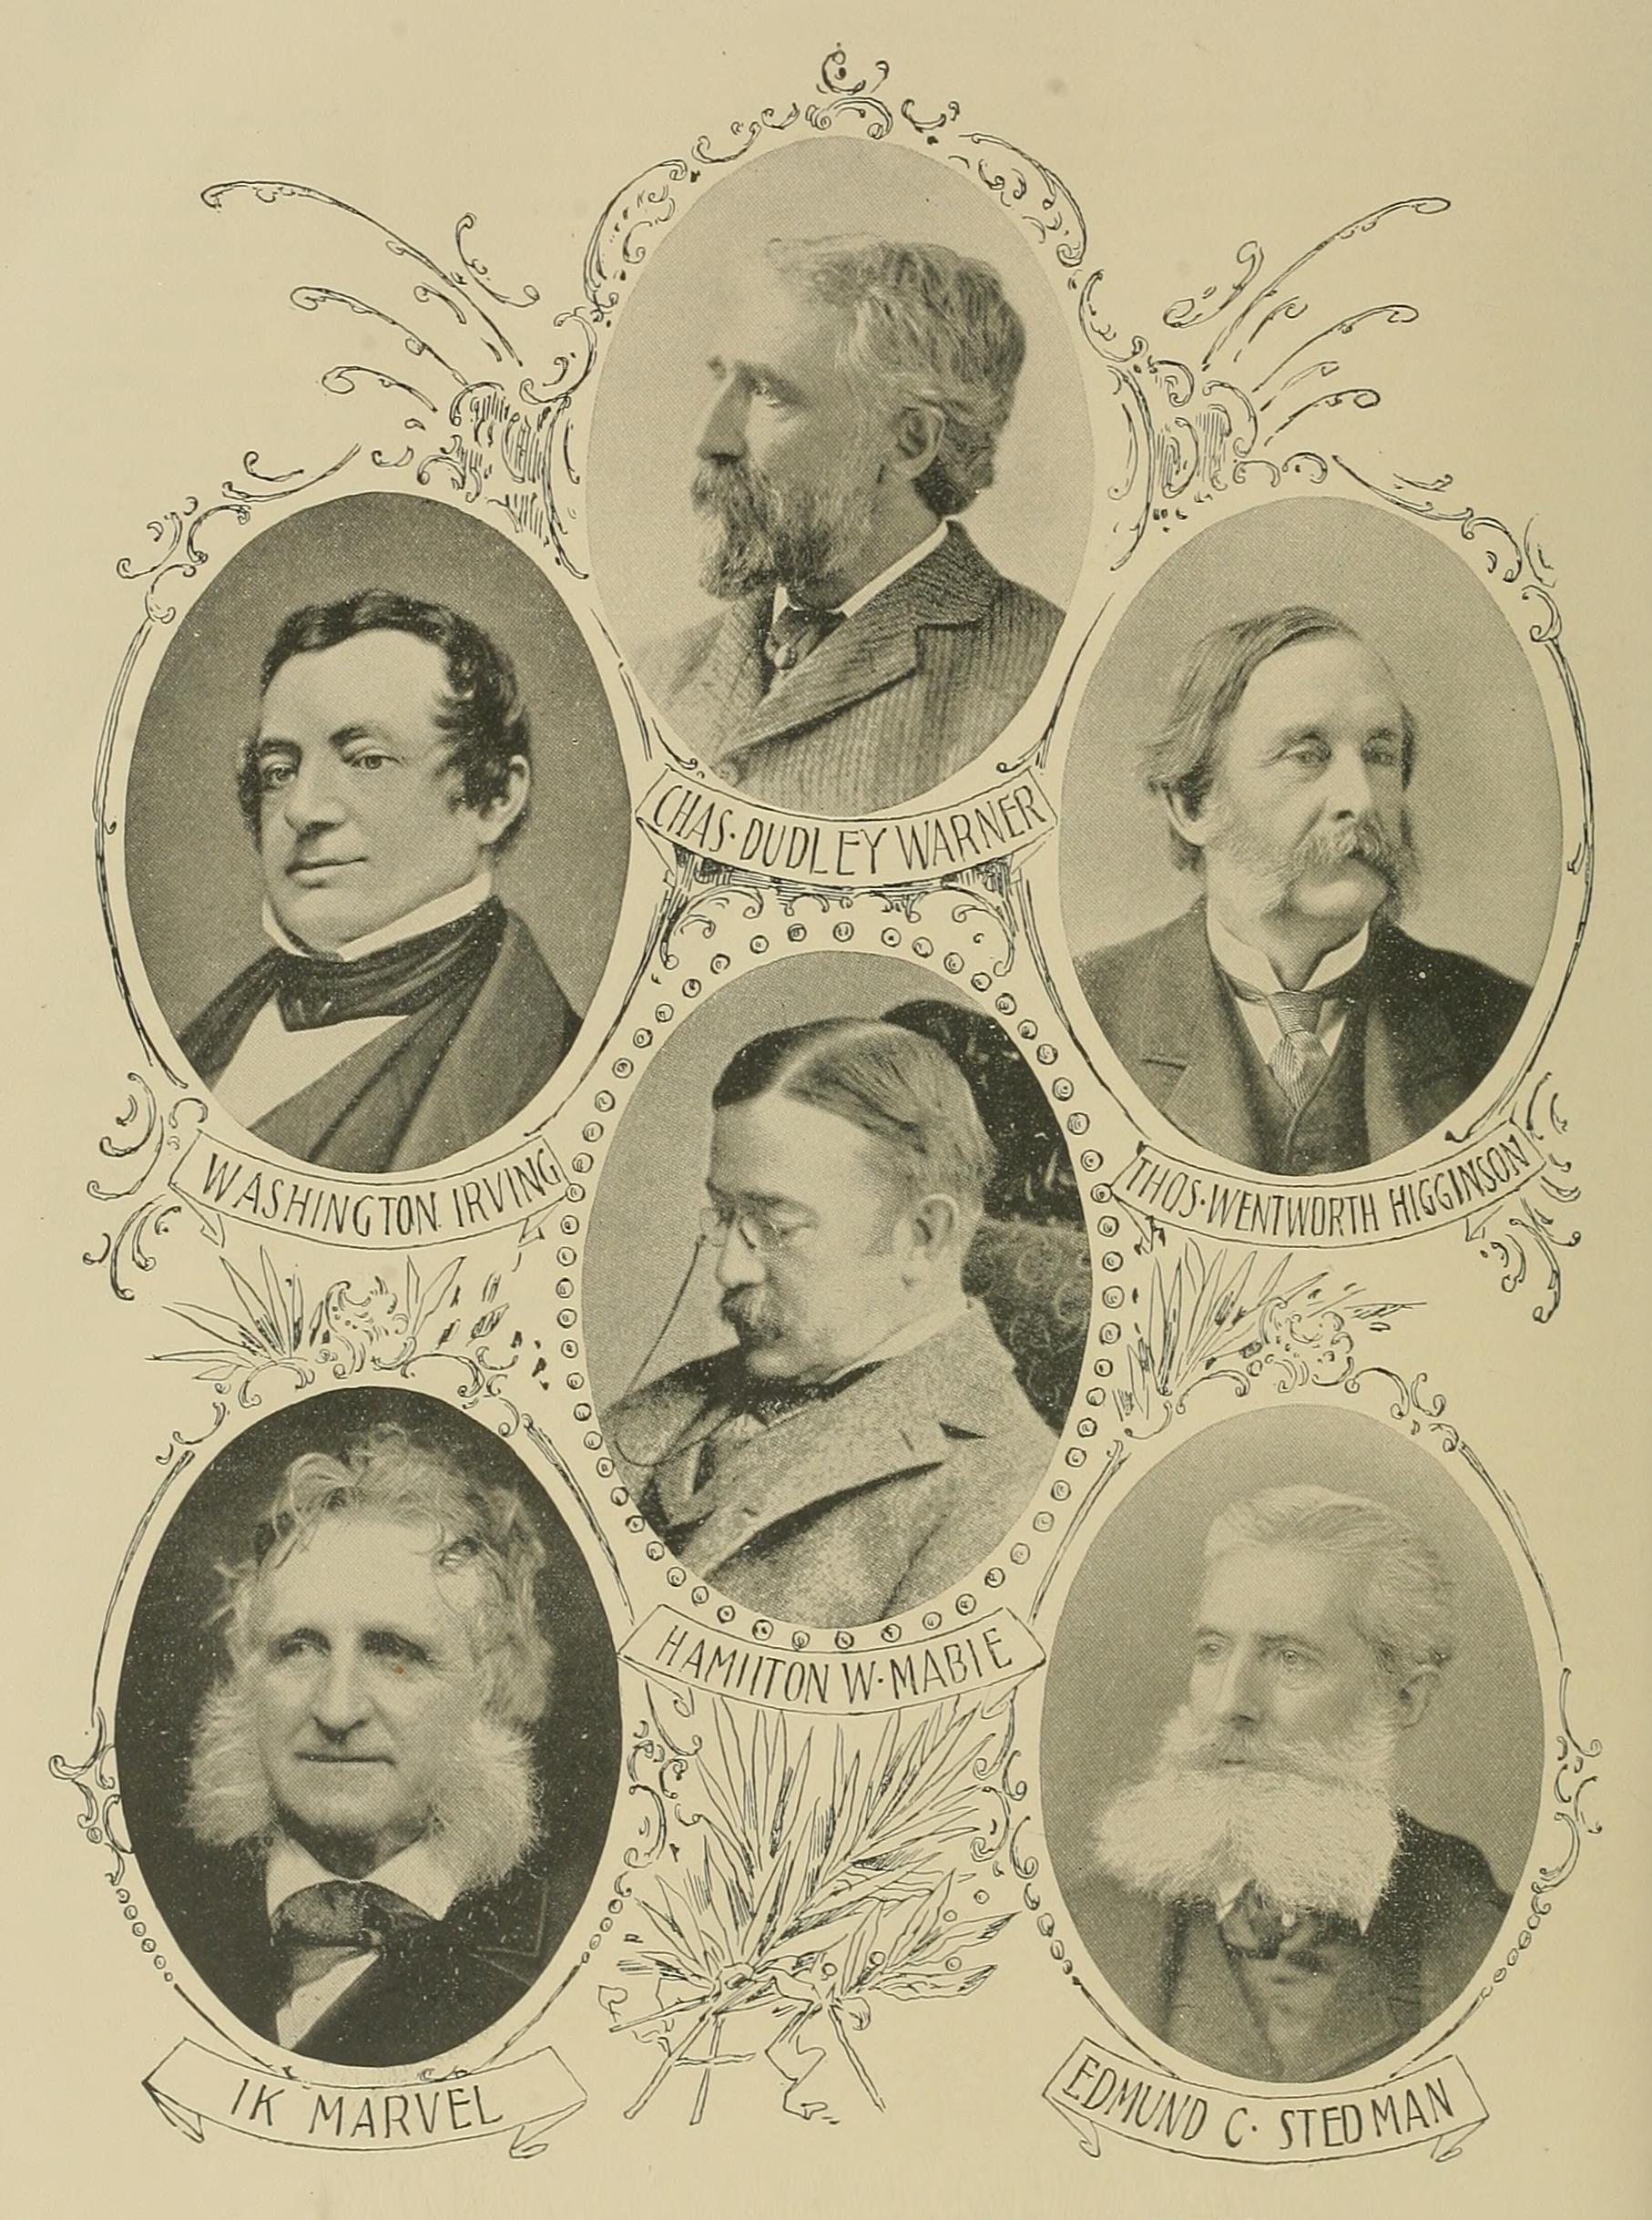 CHAS. DUDLEY WARNER
WASHINGTON IRVING
THOS. WENTWORTH HIGGINSON
HAMIITON W. MABIE
IK MARVEL
EDMUND C. STEDMAN